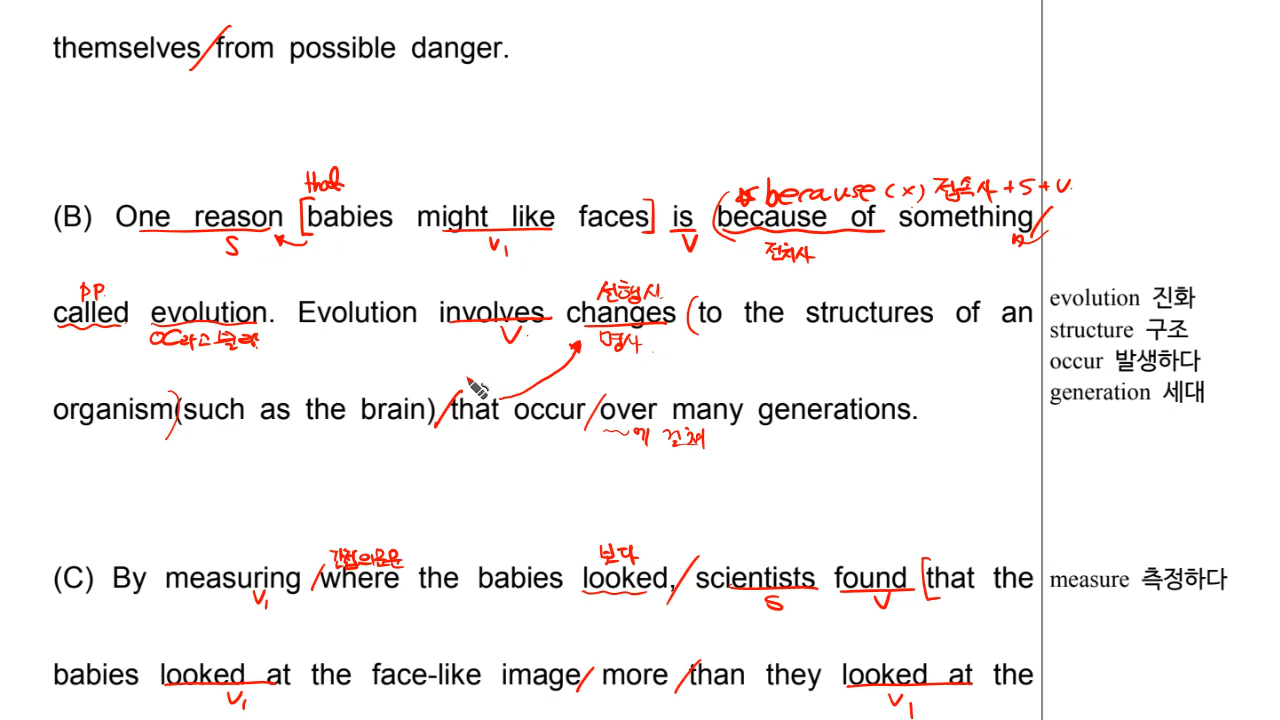 themselves from possible danger.
that
* because (x) 접속사 + S + V
(B) One reason [babies might like faces] is (because of something
S V₁ V 전치사
pp. 선행사
called evolution. Evolution involves changes (to the structures of an
OC라고 불리 V 명사
organism)(such as the brain) that occur over many generations.
~에 걸쳐
evolution 진화
structure 구조
occur 발생하다
generation 세대
간접의문문 보다
(C) By measuring where the babies looked, scientists found [that the
V₁ S V
measure 측정하다
babies looked at the face-like image more than they looked at the
V₁ V₁